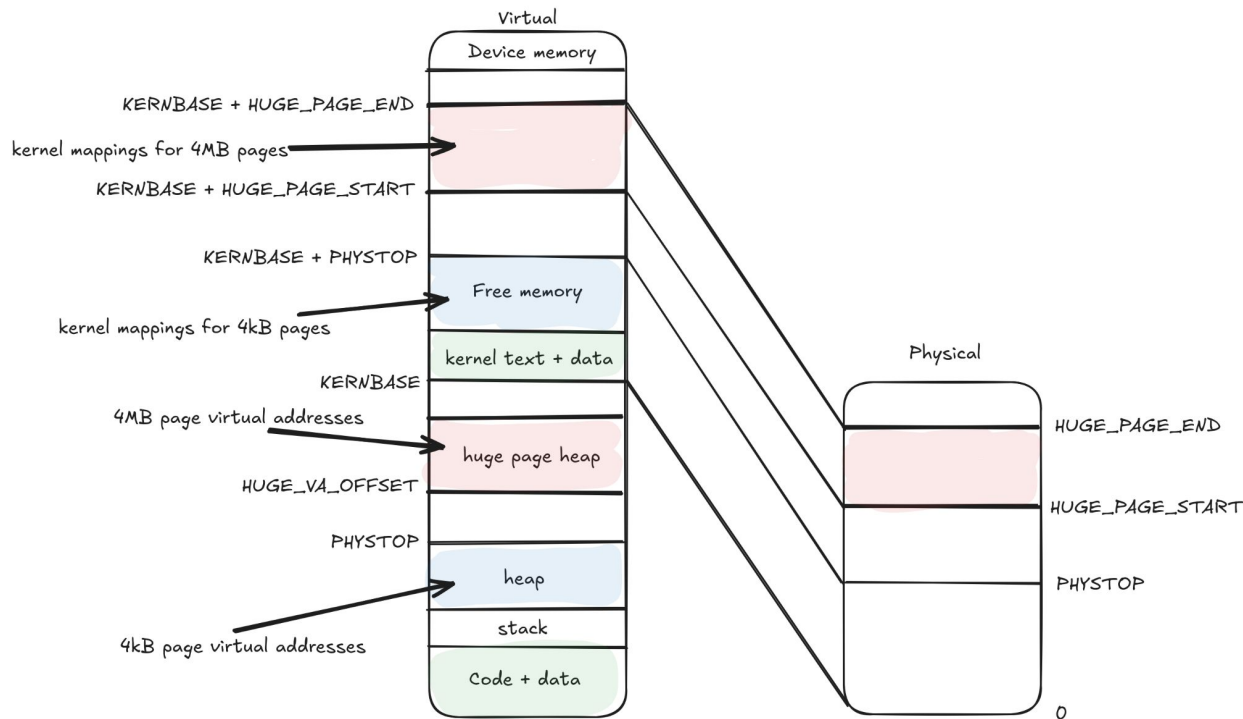 Virtual
Device memory
KERNBASE + HUGE_PAGE_END
kernel mappings for 4MB pages
KERNBASE + HUGE_PAGE_START
KERNBASE + PHYSTOP
Free memory
kernel mappings for 4kB pages
kernel text + data
KERNBASE
4MB page virtual addresses
huge page heap
HUGE_VA_OFFSET
PHYSTOP
heap
stack
4kB page virtual addresses
Code + data
Physical
HUGE_PAGE_END
HUGE_PAGE_START
PHYSTOP
0